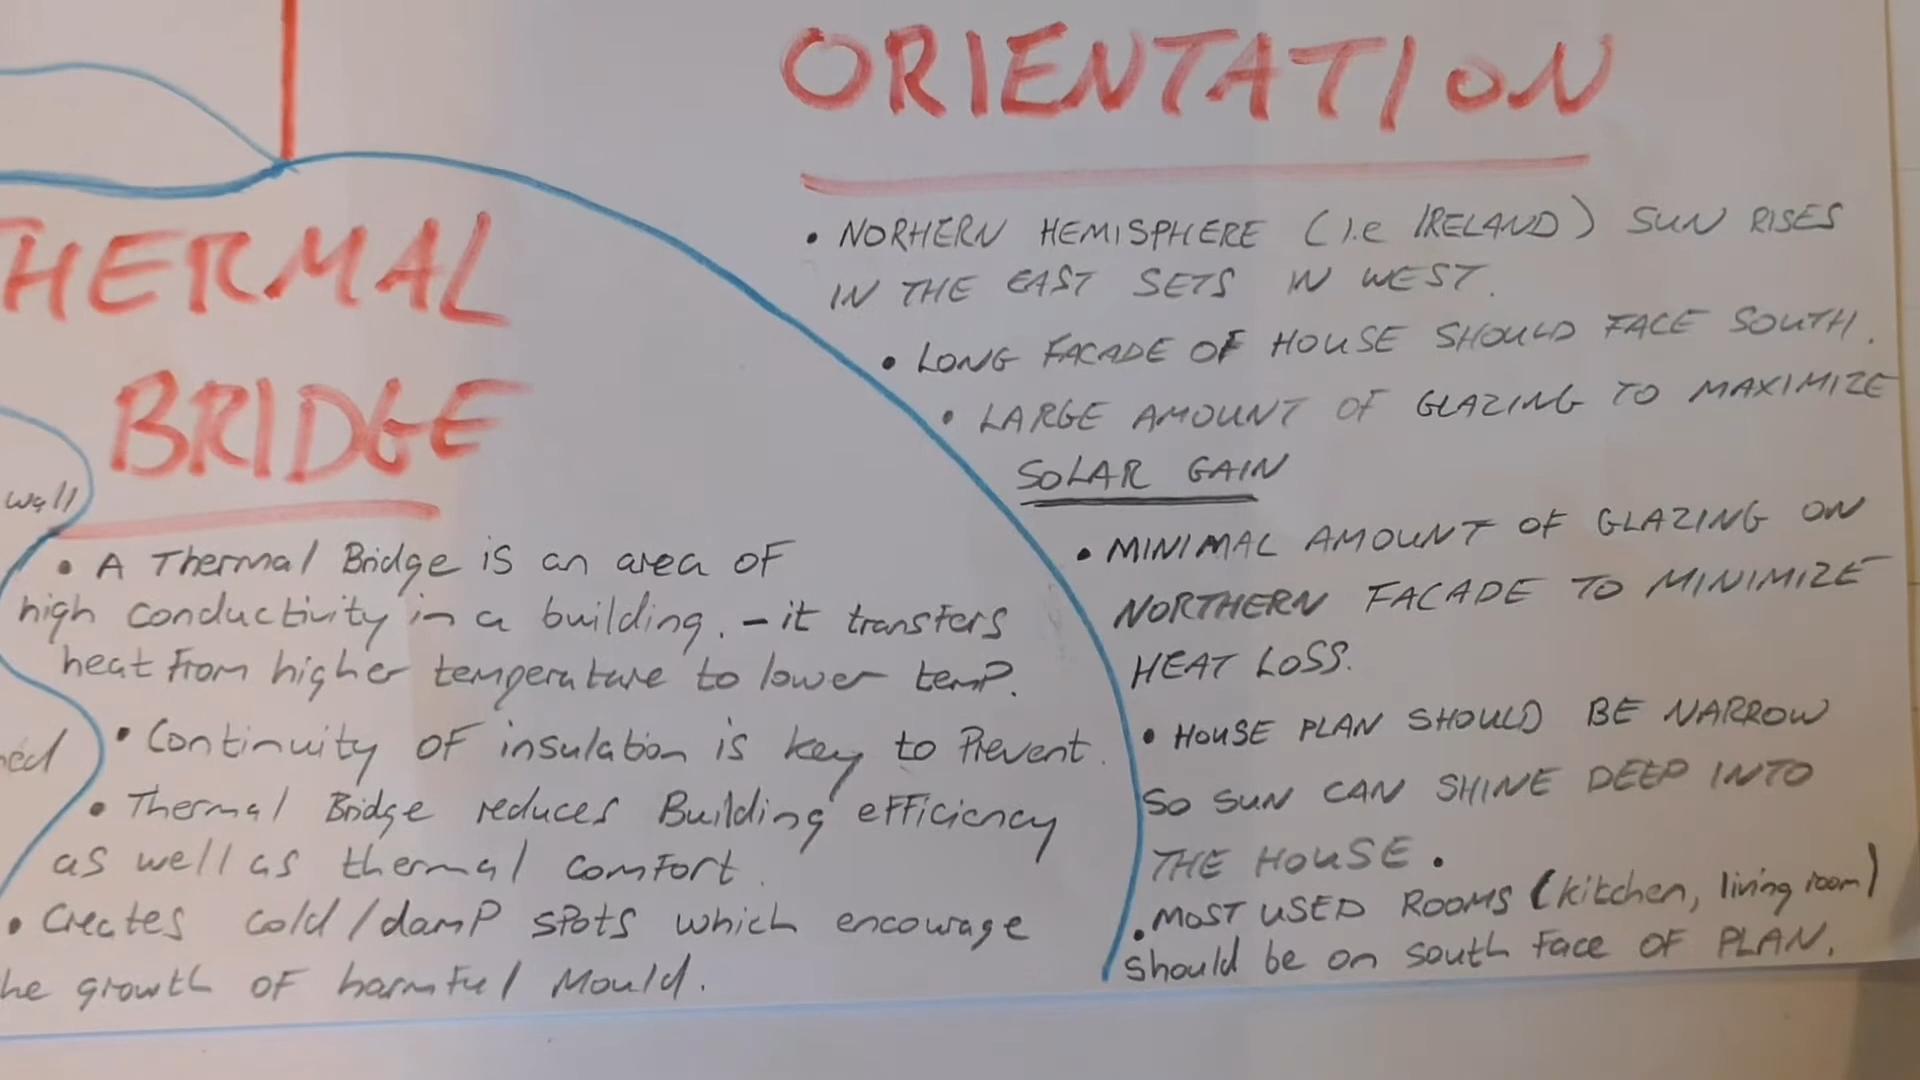 THERMAL
BRIDGE
wall
• A Thermal Bridge is an area of
high conductivity in a building. - it transfers
heat from higher temperature to lower temp.
• Continuity of insulation is key to Prevent.
• Thermal Bridge reduces Building efficiency
as well as thermal comfort.
• Creates cold/damp spots which encourage
the growth of harmful Mould.
ORIENTATION
• NORHERN HEMISPHERE (i.e IRELAND) SUN RISES
IN THE EAST SETS IN WEST.
• LONG FACADE OF HOUSE SHOULD FACE SOUTH.
• LARGE AMOUNT OF GLAZING TO MAXIMIZE
SOLAR GAIN
• MINIMAL AMOUNT OF GLAZING ON
NORTHERN FACADE TO MINIMIZE
HEAT LOSS.
• HOUSE PLAN SHOULD BE NARROW
SO SUN CAN SHINE DEEP INTO
THE HOUSE.
• MOST USED ROOMS (kitchen, living room)
should be on south face OF PLAN.